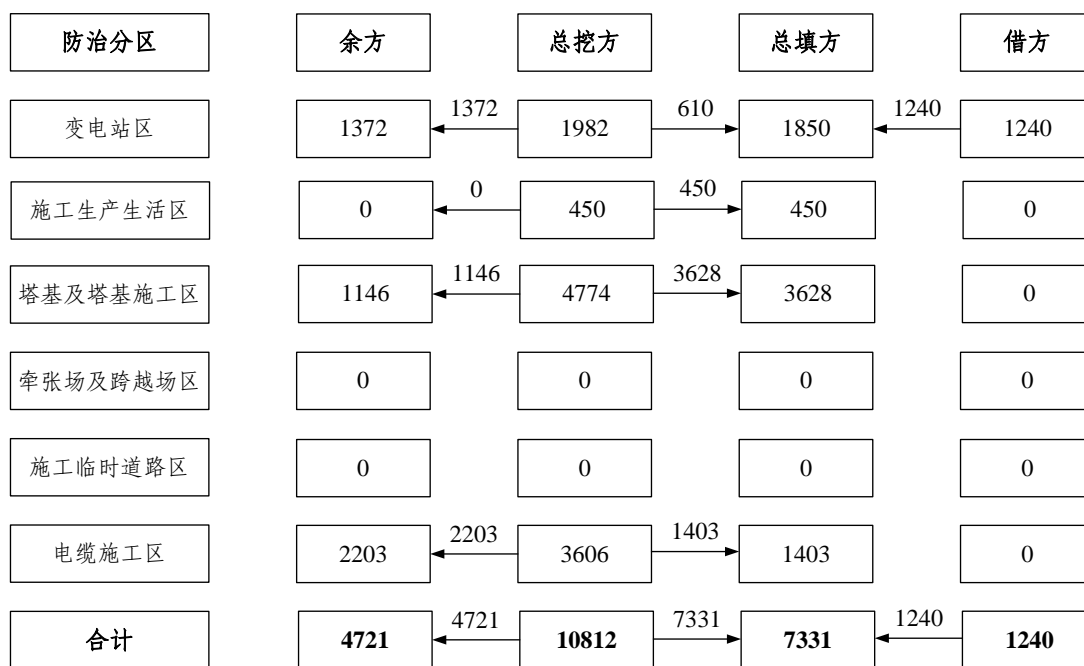 防治分区 余方 总挖方 总填方 借方
1372 610 1240
变电站区 1372 1982 1850 1240
0 450
施工生产生活区 0 450 450 0
1146 3628
塔基及塔基施工区 1146 4774 3628 0
牵张场及跨越场区 0 0 0 0
施工临时道路区 0 0 0 0
2203 1403
电缆施工区 2203 3606 1403 0
4721 7331 1240
合计 4721 10812 7331 1240